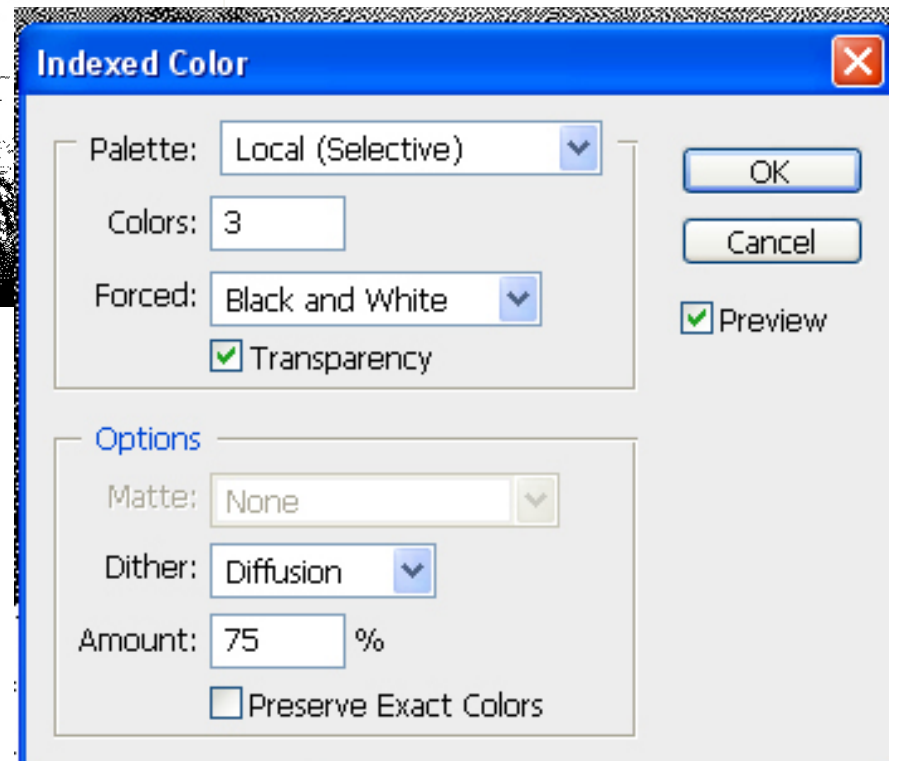 Indexed Color
Palette: Local (Selective)
OK
Colors: 3
Cancel
Forced: Black and White
Preview
Transparency
Options
Matte: None
Dither: Diffusion
Amount: 75 %
Preserve Exact Colors